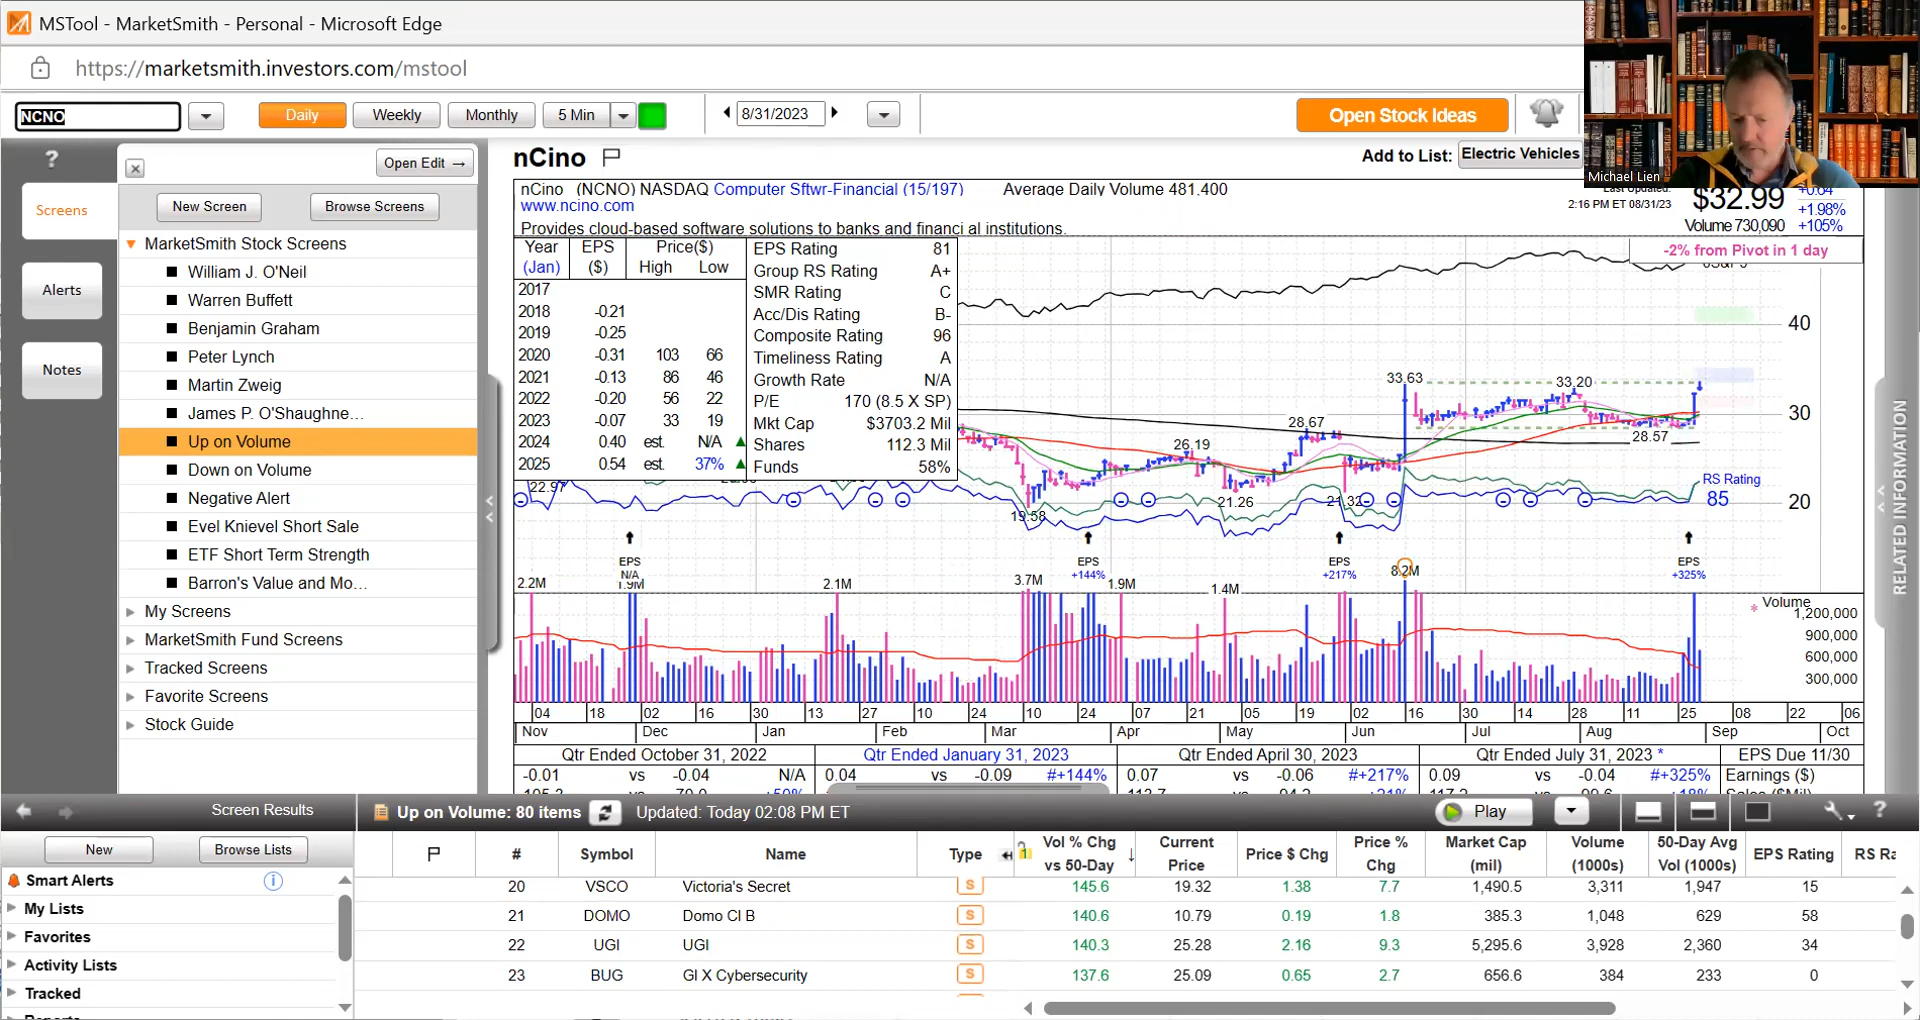 MSTool - MarketSmith - Personal - Microsoft Edge
https://marketsmith.investors.com/mstool
NCNO
Daily
Weekly
Monthly
5 Min
8/31/2023
Open Stock Ideas
Michael Lien
?
Screens
Alerts
Notes
Open Edit →
New Screen
Browse Screens
MarketSmith Stock Screens
William J. O'Neil
Warren Buffett
Benjamin Graham
Peter Lynch
Martin Zweig
James P. O'Shaughne…
Up on Volume
Down on Volume
Negative Alert
Evel Knievel Short Sale
ETF Short Term Strength
Barron's Value and Mo…
My Screens
MarketSmith Fund Screens
Tracked Screens
Favorite Screens
Stock Guide
nCino
Add to List: Electric Vehicles
nCino (NCNO) NASDAQ Computer Sftwr-Financial (15/197) Average Daily Volume 481,400
www.ncino.com
Provides cloud-based software solutions to banks and financi al institutions.
Last Updated:
2:16 PM ET 08/31/23
$32.99
+0.64
+1.98%
Volume 730,090 +105%
-2% from Pivot in 1 day
Year EPS Price($)
(Jan) ($) High Low
2017
2018 -0.21
2019 -0.25
2020 -0.31 103 66
2021 -0.13 86 46
2022 -0.20 56 22
2023 -0.07 33 19
2024 0.40 est. N/A
2025 0.54 est. 37%
EPS Rating 81
Group RS Rating A+
SMR Rating C
Acc/Dis Rating B-
Composite Rating 96
Timeliness Rating A
Growth Rate N/A
P/E 170 (8.5 X SP)
Mkt Cap $3703.2 Mil
Shares 112.3 Mil
Funds 58%
40
33.63 33.20
30
28.67 28.57
26.19
22.97
RS Rating
85
20
19.58 21.26 21.32
EPS N/A
EPS +144%
EPS +217%
EPS +325%
2.2M 1.9M 2.1M 3.7M 1.9M 1.4M 8.2M
Volume
1,200,000
900,000
600,000
300,000
04 18 02 16 30 13 27 10 24 10 24 07 21 05 19 02 16 30 14 28 11 25 08 22 06
Nov Dec Jan Feb Mar Apr May Jun Jul Aug Sep Oct
Qtr Ended October 31, 2022 Qtr Ended January 31, 2023 Qtr Ended April 30, 2023 Qtr Ended July 31, 2023 * EPS Due 11/30
-0.01 vs -0.04 N/A 0.04 vs -0.09 #+144% 0.07 vs -0.06 #+217% 0.09 vs -0.04 #+325% Earnings ($)
RELATED INFORMATION
Screen Results
Up on Volume: 80 items Updated: Today 02:08 PM ET
Play
?
New
Browse Lists
Smart Alerts
My Lists
Favorites
Activity Lists
Tracked
# Symbol Name Type Vol % Chg vs 50-Day Current Price Price $ Chg Price % Chg Market Cap (mil) Volume (1000s) 50-Day Avg Vol (1000s) EPS Rating RS Ra
20 VSCO Victoria's Secret S 145.6 19.32 1.38 7.7 1,490.5 3,311 1,947 15
21 DOMO Domo Cl B S 140.6 10.79 0.19 1.8 385.3 1,048 629 58
22 UGI UGI S 140.3 25.28 2.16 9.3 5,295.6 3,928 2,360 34
23 BUG Gl X Cybersecurity S 137.6 25.09 0.65 2.7 656.6 384 233 0